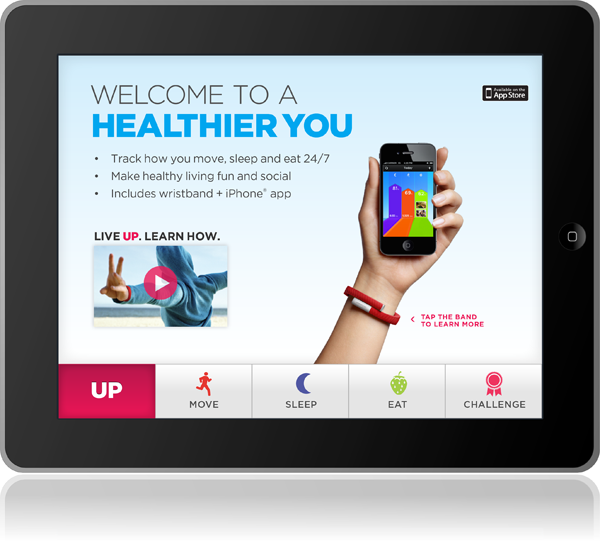 WELCOME TO A
HEALTHIER YOU
Available on the
App Store
• Track how you move, sleep and eat 24/7
• Make healthy living fun and social
• Includes wristband + iPhone® app
LIVE UP. LEARN HOW.
TAP THE BAND
TO LEARN MORE
UP
MOVE
SLEEP
EAT
CHALLENGE